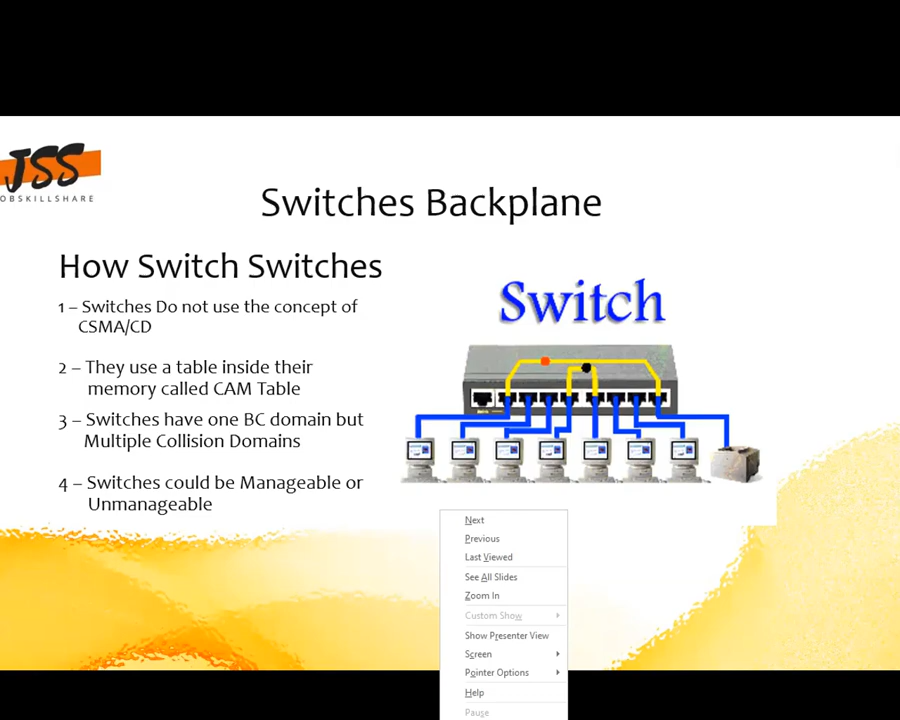 JSS
OBSKILLSHARE
Switches Backplane
How Switch Switches
1 – Switches Do not use the concept of
CSMA/CD
2 – They use a table inside their
memory called CAM Table
3 – Switches have one BC domain but
Multiple Collision Domains
4 – Switches could be Manageable or
Unmanageable
Switch
Next
Previous
Last Viewed
See All Slides
Zoom In
Custom Show
Show Presenter View
Screen
Pointer Options
Help
Pause